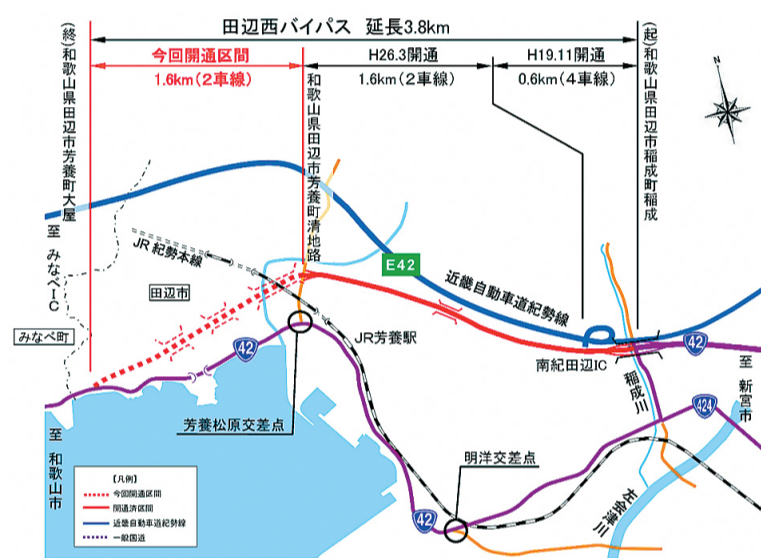 田辺西バイパス 延長3.8km
今回開通区間
1.6km(2車線)
H26.3開通
1.6km(2車線)
H19.11開通
0.6km(4車線)
(終)和歌山県田辺市芳養町大屋
和歌山県田辺市芳養町清地路
(起)和歌山県田辺市稲成町稲成
N
至 みなべIC
JR紀勢本線
E42
近畿自動車道紀勢線
田辺市
みなべ町
42
JR芳養駅
南紀田辺IC
42
稲成川
至 新宮市
424
至 和歌山市
芳養松原交差点
明洋交差点
42
左会津川
【凡例】
今回開通区間
開通済区間
近畿自動車道紀勢線
一般国道